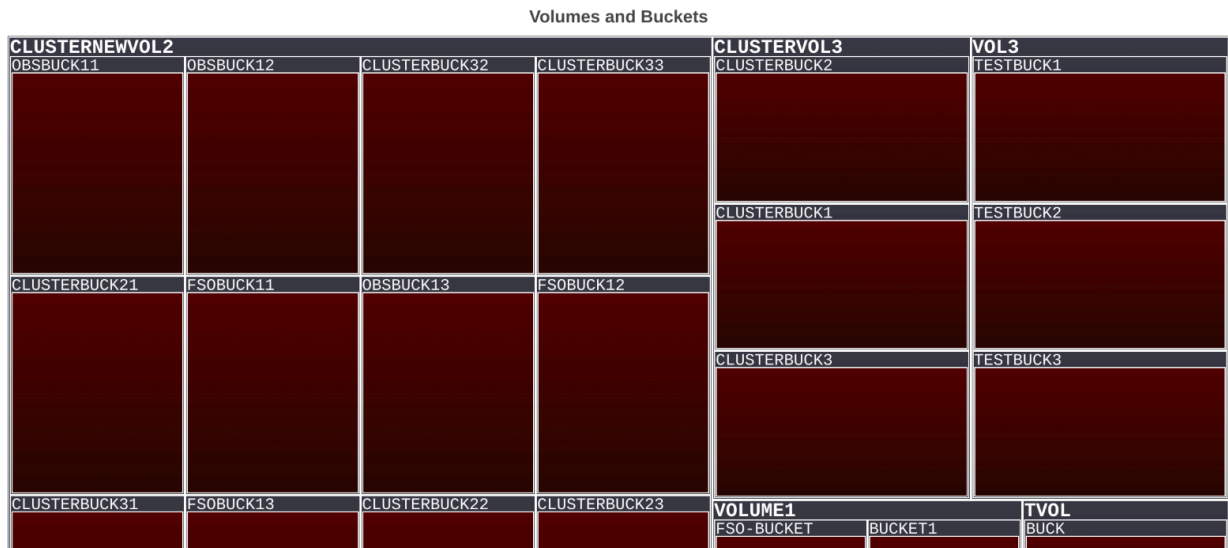 Volumes and Buckets
CLUSTERNEWVOL2
OBSBUCK11 OBSBUCK12 CLUSTERBUCK32 CLUSTERBUCK33
CLUSTERBUCK21 FSOBUCK11 OBSBUCK13 FSOBUCK12
CLUSTERBUCK31 FSOBUCK13 CLUSTERBUCK22 CLUSTERBUCK23
CLUSTERVOL3
CLUSTERBUCK2
CLUSTERBUCK1
CLUSTERBUCK3
VOL3
TESTBUCK1
TESTBUCK2
TESTBUCK3
VOLUME1
FSO-BUCKET BUCKET1
TVOL
BUCK